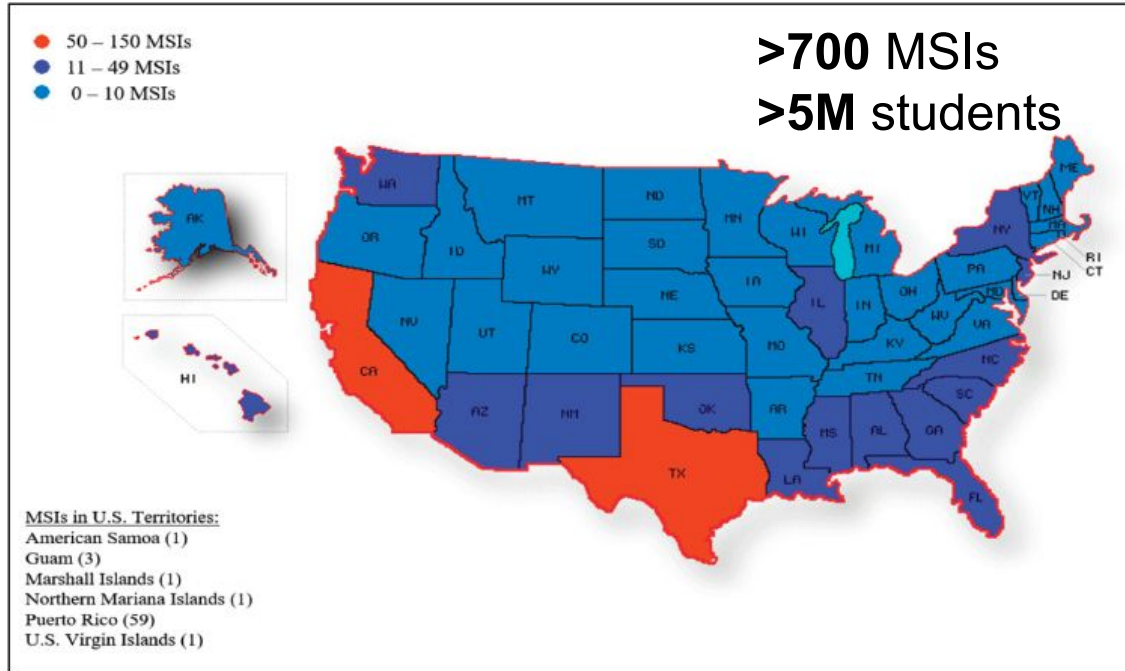 50 – 150 MSIs
11 – 49 MSIs
0 – 10 MSIs
>700 MSIs
>5M students
WA
MT
ND
MN
ME
VT
NH
AK
OR
ID
SD
WI
MI
NY
MA
RI
CT
WY
IA
PA
NJ
NE
IL
IN
OH
MD
DE
NV
UT
CO
KS
MO
WV
VA
KY
HI
CA
NC
TN
AZ
NM
OK
AR
SC
MS
AL
GA
TX
LA
FL
MSIs in U.S. Territories:
American Samoa (1)
Guam (3)
Marshall Islands (1)
Northern Mariana Islands (1)
Puerto Rico (59)
U.S. Virgin Islands (1)